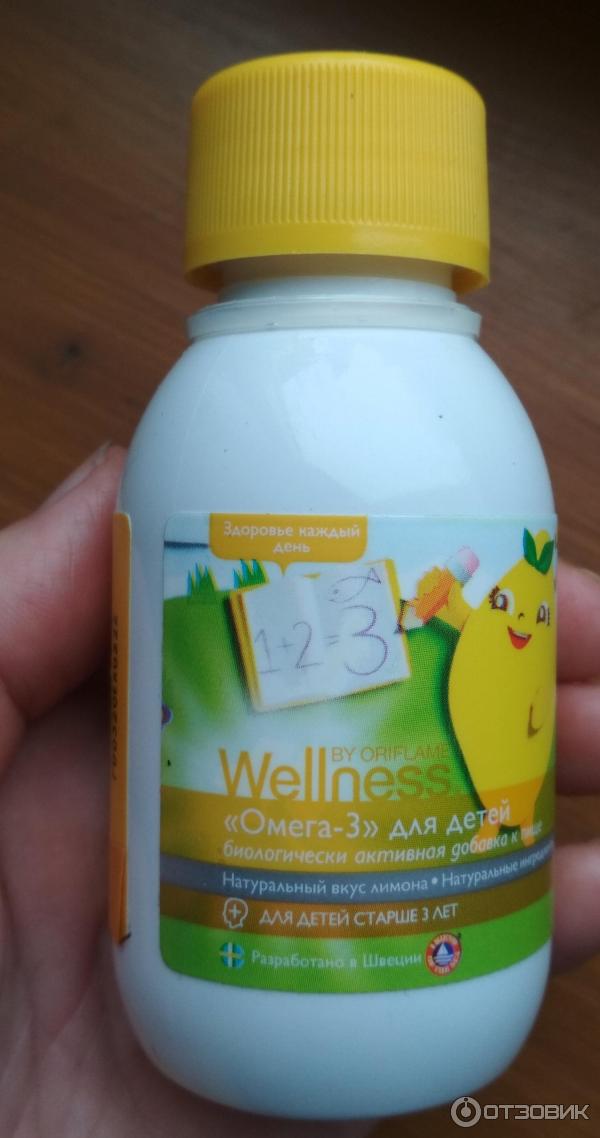 Здоровье каждый
день
1+2=3
BY ORIFLAME
Wellness
«Омега-3» для детей
биологически активная добавка к пище
Натуральный вкус лимона • Натуральные
ДЛЯ ДЕТЕЙ СТАРШЕ 3 ЛЕТ
Разработано в Швеции
ОТЗОВИК